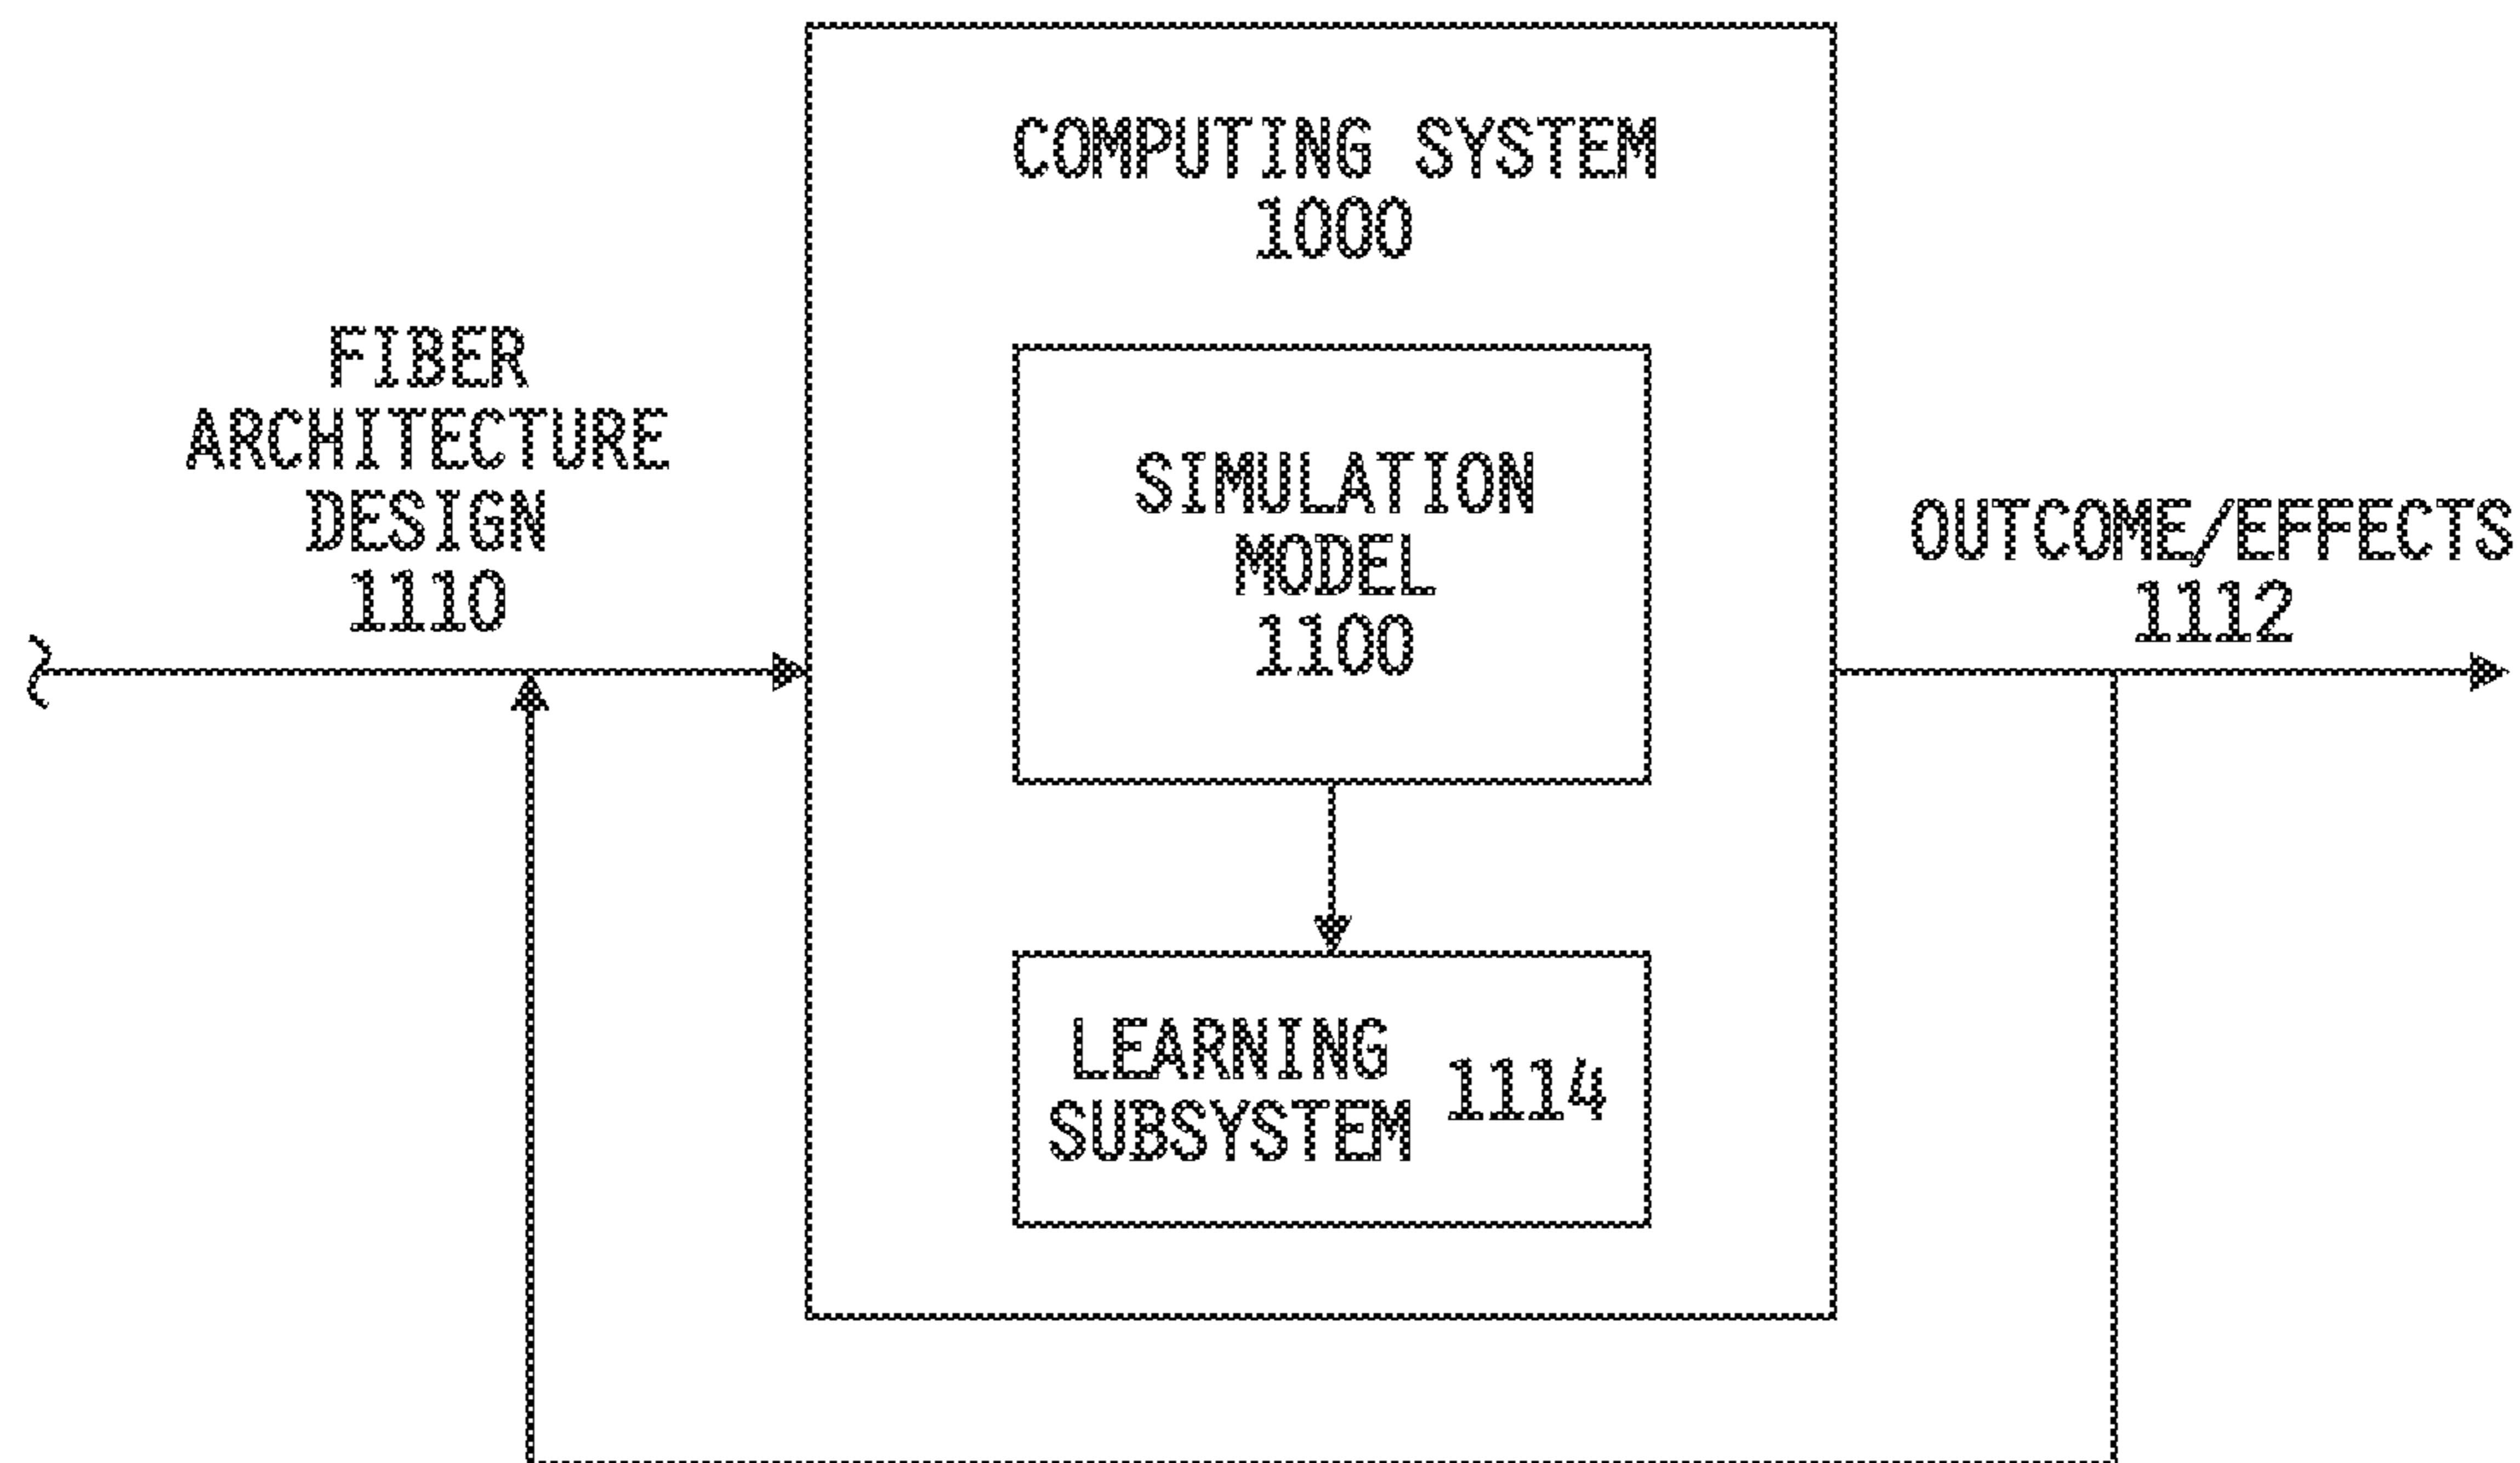 COMPUTING SYSTEM
1000
FIBER
ARCHITECTURE
DESIGN
1110
SIMULATION
MODEL
1100
OUTCOME/EFFECTS
1112
LEARNING
SUBSYSTEM
1114